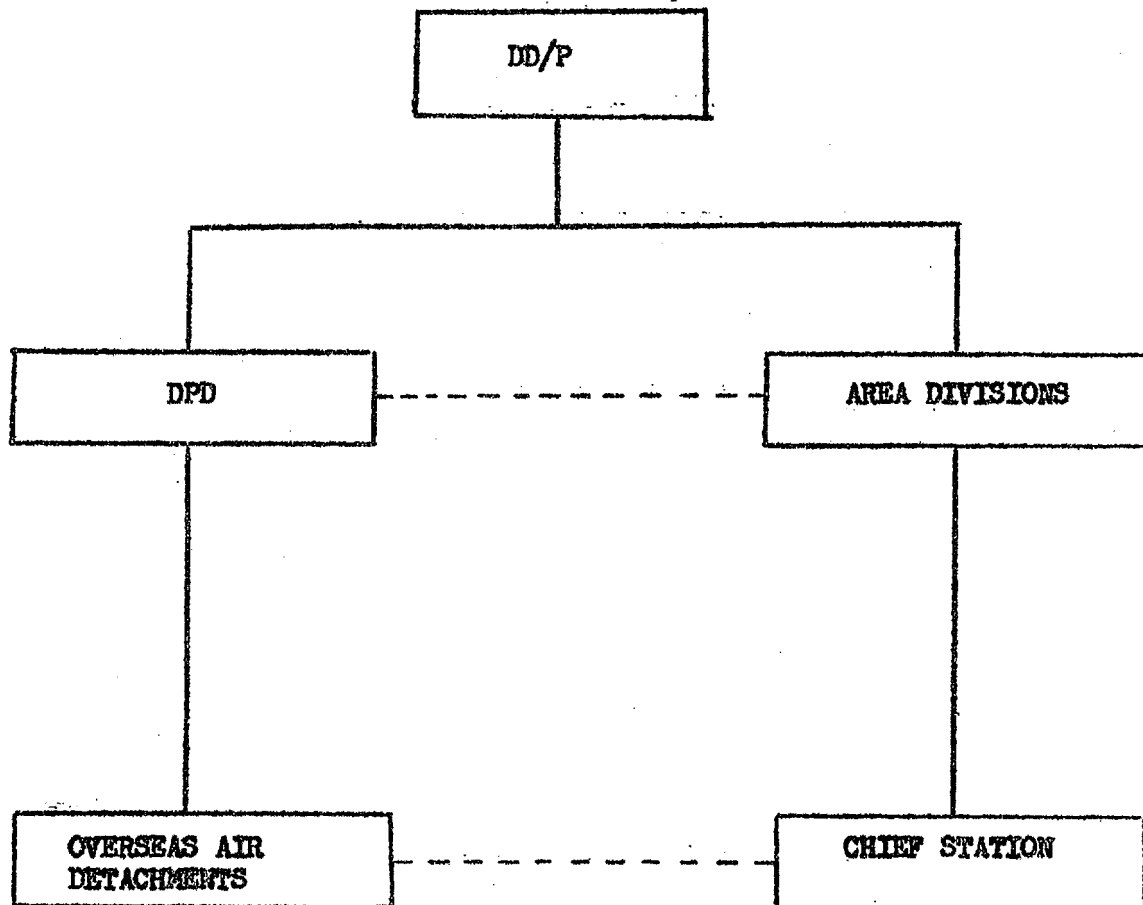 DD/P
DPD
AREA DIVISIONS
OVERSEAS AIR
DETACHMENTS
CHIEF STATION